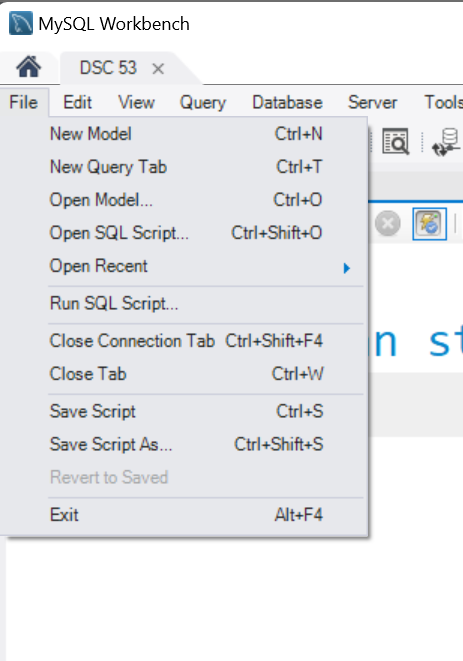 MySQL Workbench
DSC 53
File Edit View Query Database Server Tools
New Model Ctrl+N
New Query Tab Ctrl+T
Open Model... Ctrl+O
Open SQL Script... Ctrl+Shift+O
Open Recent
Run SQL Script...
Close Connection Tab Ctrl+Shift+F4
n st
Close Tab Ctrl+W
Save Script Ctrl+S
Save Script As... Ctrl+Shift+S
Revert to Saved
Exit Alt+F4